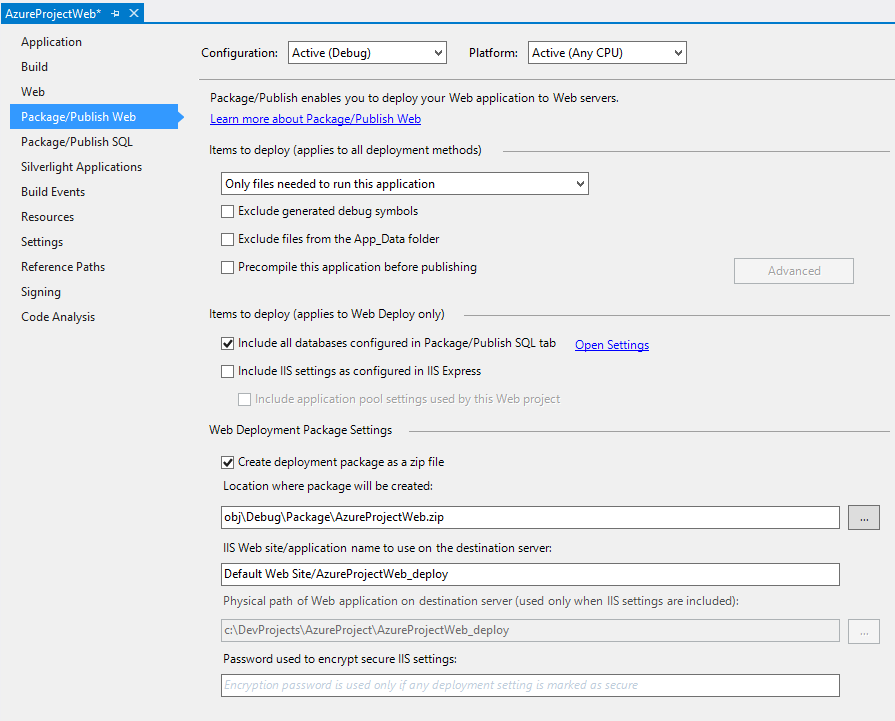 AzureProjectWeb*
Application
Build
Web
Package/Publish Web
Package/Publish SQL
Silverlight Applications
Build Events
Resources
Settings
Reference Paths
Signing
Code Analysis
Configuration: Active (Debug) Platform: Active (Any CPU)
Package/Publish enables you to deploy your Web application to Web servers.
Learn more about Package/Publish Web
Items to deploy (applies to all deployment methods)
Only files needed to run this application
Exclude generated debug symbols
Exclude files from the App_Data folder
Precompile this application before publishing
Advanced
Items to deploy (applies to Web Deploy only)
Include all databases configured in Package/Publish SQL tab Open Settings
Include IIS settings as configured in IIS Express
Include application pool settings used by this Web project
Web Deployment Package Settings
Create deployment package as a zip file
Location where package will be created:
obj\Debug\Package\AzureProjectWeb.zip ...
IIS Web site/application name to use on the destination server:
Default Web Site/AzureProjectWeb_deploy
Physical path of Web application on destination server (used only when IIS settings are included):
c:\DevProjects\AzureProject\AzureProjectWeb_deploy ...
Password used to encrypt secure IIS settings:
Encryption password is used only if any deployment setting is marked as secure